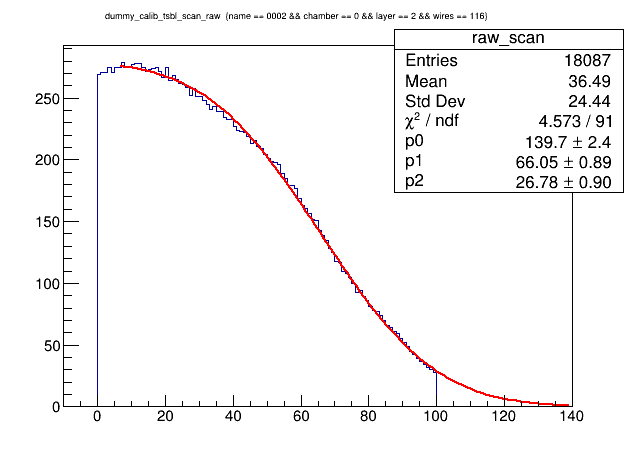 dummy_calib_tsbl_scan_raw (name == 0002 && chamber == 0 && layer == 2 && wires == 116)
raw_scan
Entries 18087
Mean 36.49
Std Dev 24.44
χ² / ndf 4.573 / 91
p0 139.7 ± 2.4
p1 66.05 ± 0.89
p2 26.78 ± 0.90
250
200
150
100
50
0
0 20 40 60 80 100 120 140